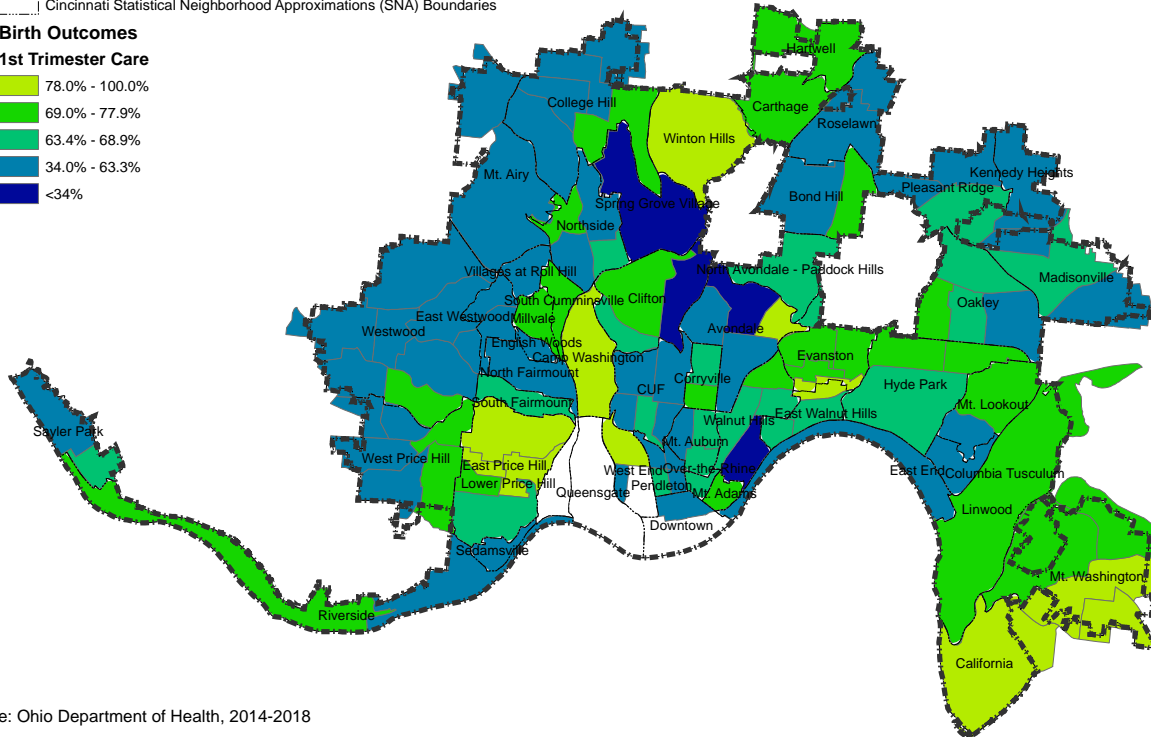 Cincinnati Statistical Neighborhood Approximations (SNA) Boundaries
Birth Outcomes
1st Trimester Care
78.0% - 100.0%
69.0% - 77.9%
63.4% - 68.9%
34.0% - 63.3%
<34%
Hartwell
College Hill
Carthage
Roselawn
Winton Hills
Mt. Airy
Kennedy Heights
Pleasant Ridge
Bond Hill
Spring Grove Village
Northside
Villages at Roll Hill
North Avondale - Paddock Hills
Madisonville
South Cumminsville
Clifton
Oakley
East Westwood
Millvale
Westwood
Avondale
English Woods
Camp Washington
Evanston
North Fairmount
Corryville
CUF
Hyde Park
South Fairmount
Mt. Lookout
East Walnut Hills
Walnut Hills
Sayler Park
Mt. Auburn
West Price Hill
East Price Hill
West End
Over-the-Rhine
East End
Columbia Tusculum
Lower Price Hill
Pendleton
Queensgate
Mt. Adams
Linwood
Downtown
Sedamsville
Mt. Washington
Riverside
California
e: Ohio Department of Health, 2014-2018